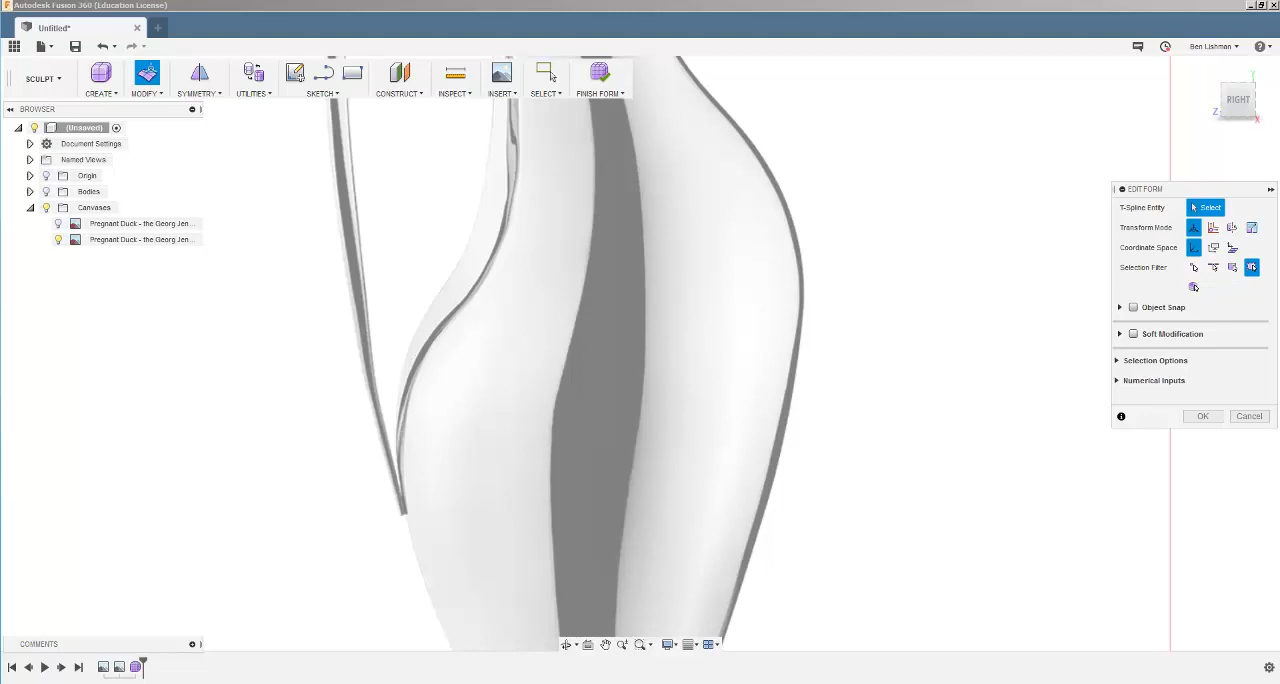 Autodesk Fusion 360 (Education License)
Untitled*
Ben Lishman
SCULPT
CREATE MODIFY SYMMETRY UTILITIES SKETCH CONSTRUCT INSPECT INSERT SELECT FINISH FORM
BROWSER
(Unsaved)
Document Settings
Named Views
Origin
Bodies
Canvases
Pregnant Duck - the Georg Jen...
Pregnant Duck - the Georg Jen...
Y
RIGHT
Z
X
EDIT FORM
T-Spline Entity Select
Transform Mode
Coordinate Space
Selection Filter
Object Snap
Soft Modification
Selection Options
Numerical Inputs
OK Cancel
COMMENTS